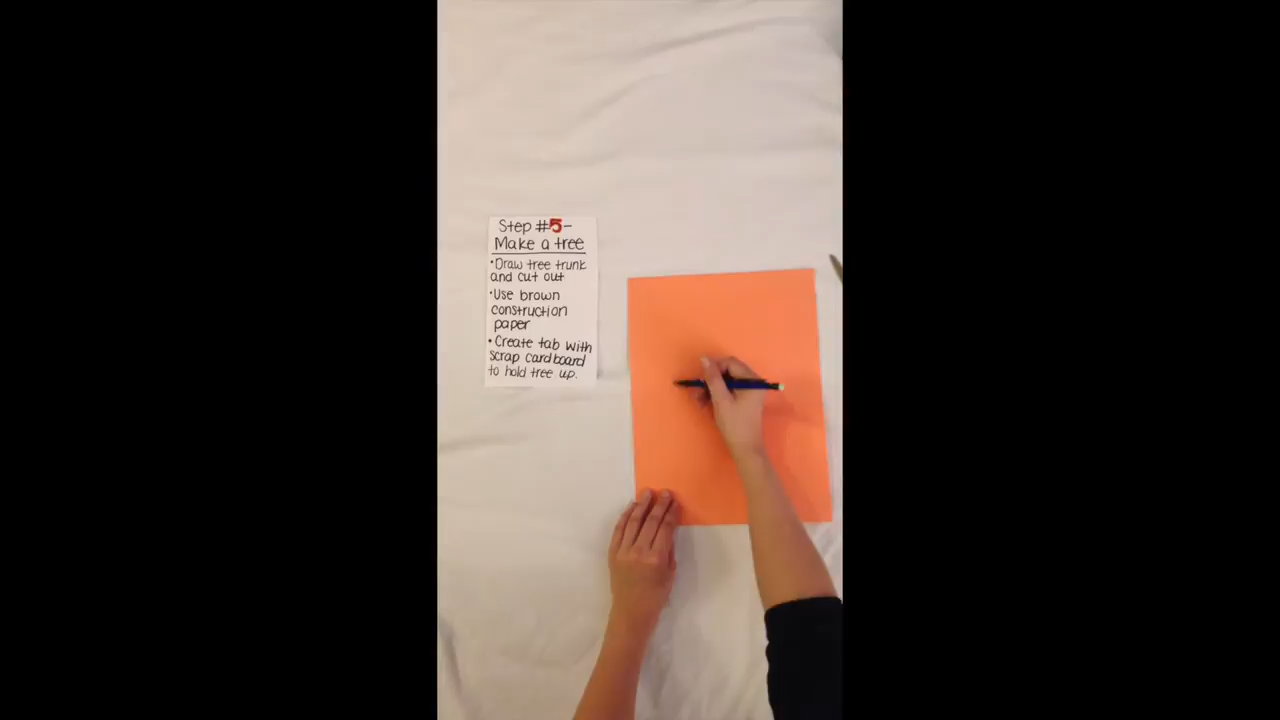 Step #5-
Make a tree
•Draw tree trunk
and cut out
•Use brown
construction
paper
•Create tab with
scrap cardboard
to hold tree up.